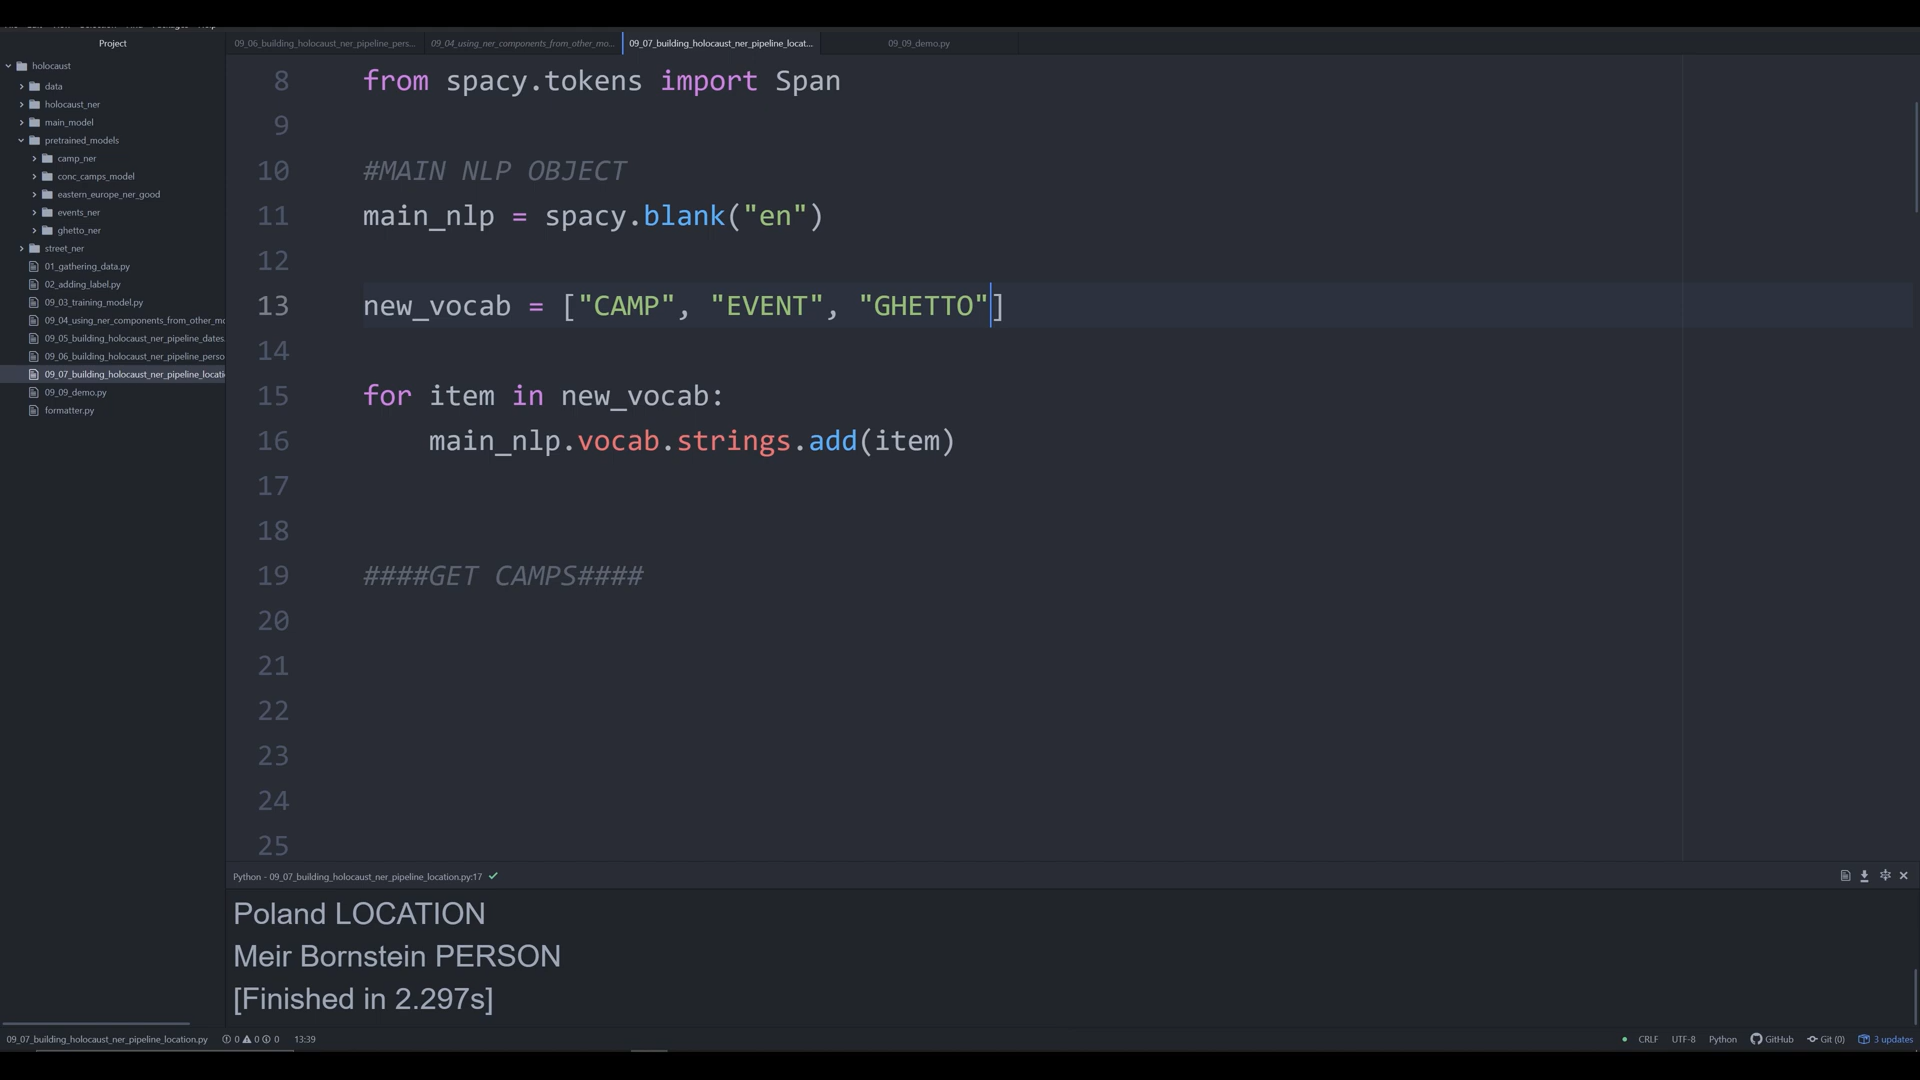 Project
09_06_building_holocaust_ner_pipeline_pers...
09_04_using_ner_components_from_other_mo...
09_07_building_holocaust_ner_pipeline_locat...
09_09_demo.py
holocaust
data
holocaust_ner
main_model
pretrained_models
camp_ner
conc_camps_model
eastern_europe_ner_good
events_ner
ghetto_ner
street_ner
01_gathering_data.py
02_adding_label.py
09_03_training_model.py
09_04_using_ner_components_from_other_mo
09_05_building_holocaust_ner_pipeline_dates.
09_06_building_holocaust_ner_pipeline_perso
09_07_building_holocaust_ner_pipeline_locati
09_09_demo.py
formatter.py
8 from spacy.tokens import Span
9
10 #MAIN NLP OBJECT
11 main_nlp = spacy.blank("en")
12
13 new_vocab = ["CAMP", "EVENT", "GHETTO"]
14
15 for item in new_vocab:
16 main_nlp.vocab.strings.add(item)
17
18
19 ####GET CAMPS####
20
21
22
23
24
25
Python - 09_07_building_holocaust_ner_pipeline_location.py:17
Poland LOCATION
Meir Bornstein PERSON
[Finished in 2.297s]
09_07_building_holocaust_ner_pipeline_location.py 0 0 0 13:39 CRLF UTF-8 Python GitHub Git (0) 3 updates